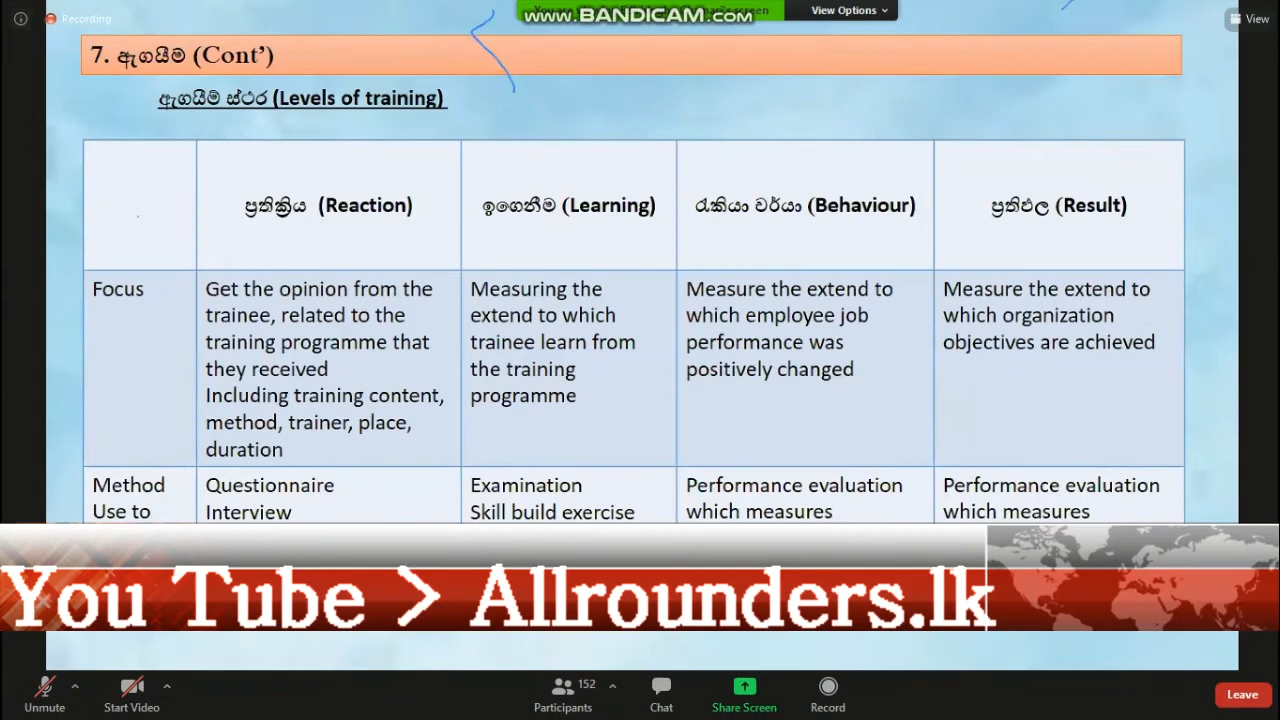 Recording
WWW.BANDICAM.COM
View Options
View
7. ඇගයීම (Cont’)
ඇගයීම් ස්ථර (Levels of training)
ප්‍රතික්‍රිය (Reaction)
ඉගෙනීම (Learning)
රැකියා චර්යා (Behaviour)
ප්‍රතිඵල (Result)
Focus
Get the opinion from the
trainee, related to the
training programme that
they received
Including training content,
method, trainer, place,
duration
Measuring the
extend to which
trainee learn from
the training
programme
Measure the extend to
which employee job
performance was
positively changed
Measure the extend to
which organization
objectives are achieved
Method
Use to
Questionnaire
Interview
Examination
Skill build exercise
Performance evaluation
which measures
Performance evaluation
which measures
You Tube > Allrounders.lk
Unmute
Start Video
152
Participants
Chat
Share Screen
Record
Leave